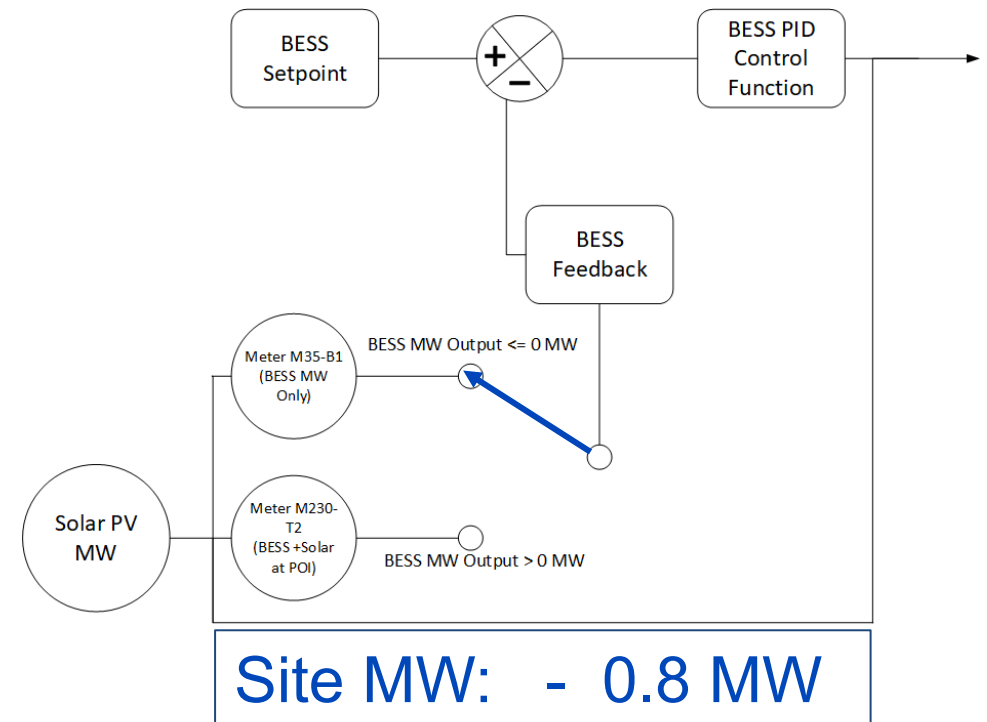 BESS
Setpoint
+
−
BESS PID
Control
Function
BESS
Feedback
Meter M35-B1
(BESS MW
Only)
BESS MW Output <= 0 MW
Solar PV
MW
Meter M230-
T2
(BESS +Solar
at POI)
BESS MW Output > 0 MW
Site MW: - 0.8 MW